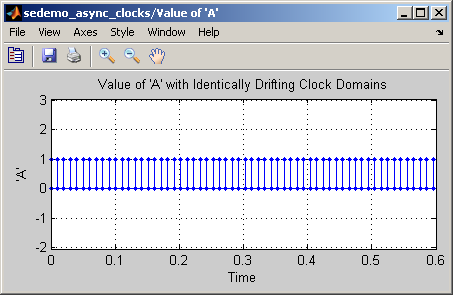 sedemo_async_clocks/Value of 'A'
File View Axes Style Window Help
Value of 'A' with Identically Drifting Clock Domains
3
2
1
0
-1
-2
'A'
0 0.1 0.2 0.3 0.4 0.5 0.6
Time